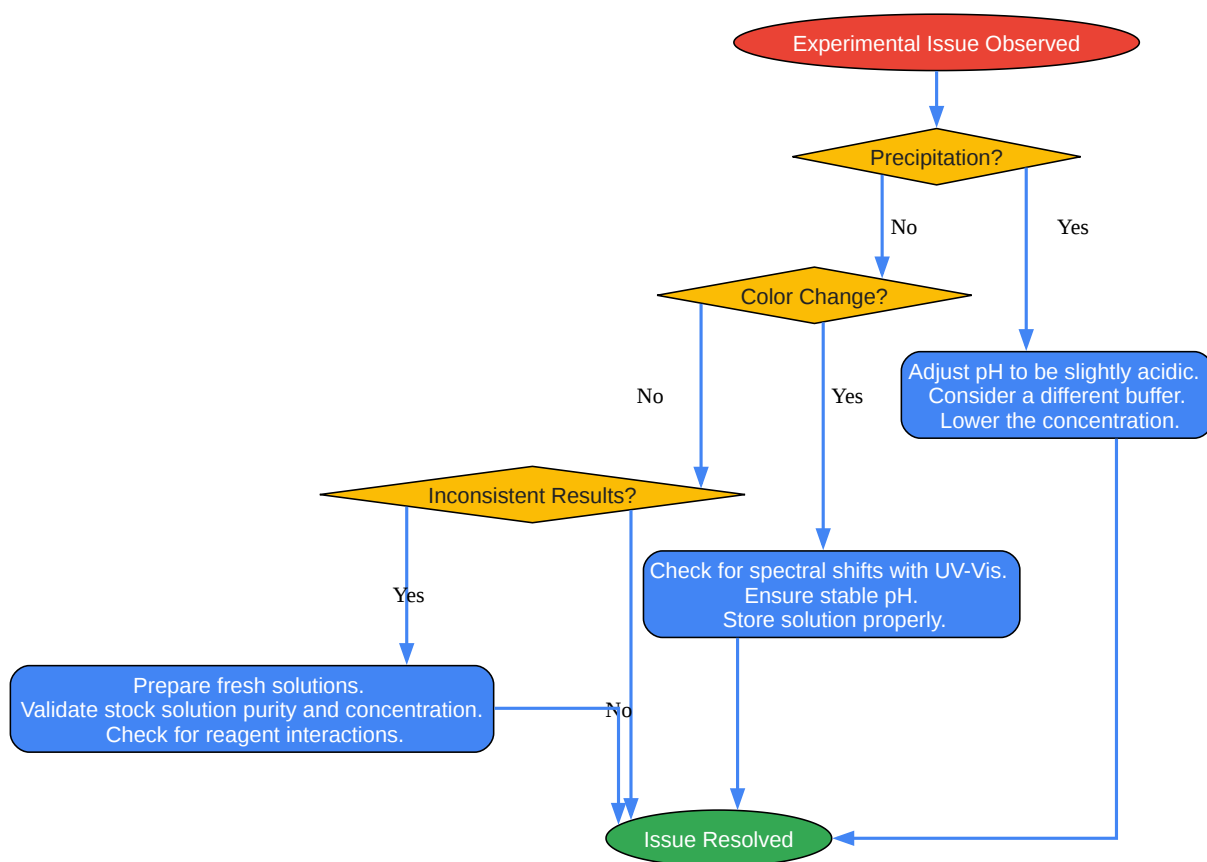 Experimental Issue Observed
Precipitation?
No
Yes
Color Change?
Adjust pH to be slightly acidic.
Consider a different buffer.
Lower the concentration.
No
Yes
Inconsistent Results?
Check for spectral shifts with UV-Vis.
Ensure stable pH.
Store solution properly.
Yes
Prepare fresh solutions.
Validate stock solution purity and concentration.
Check for reagent interactions.
No
Issue Resolved